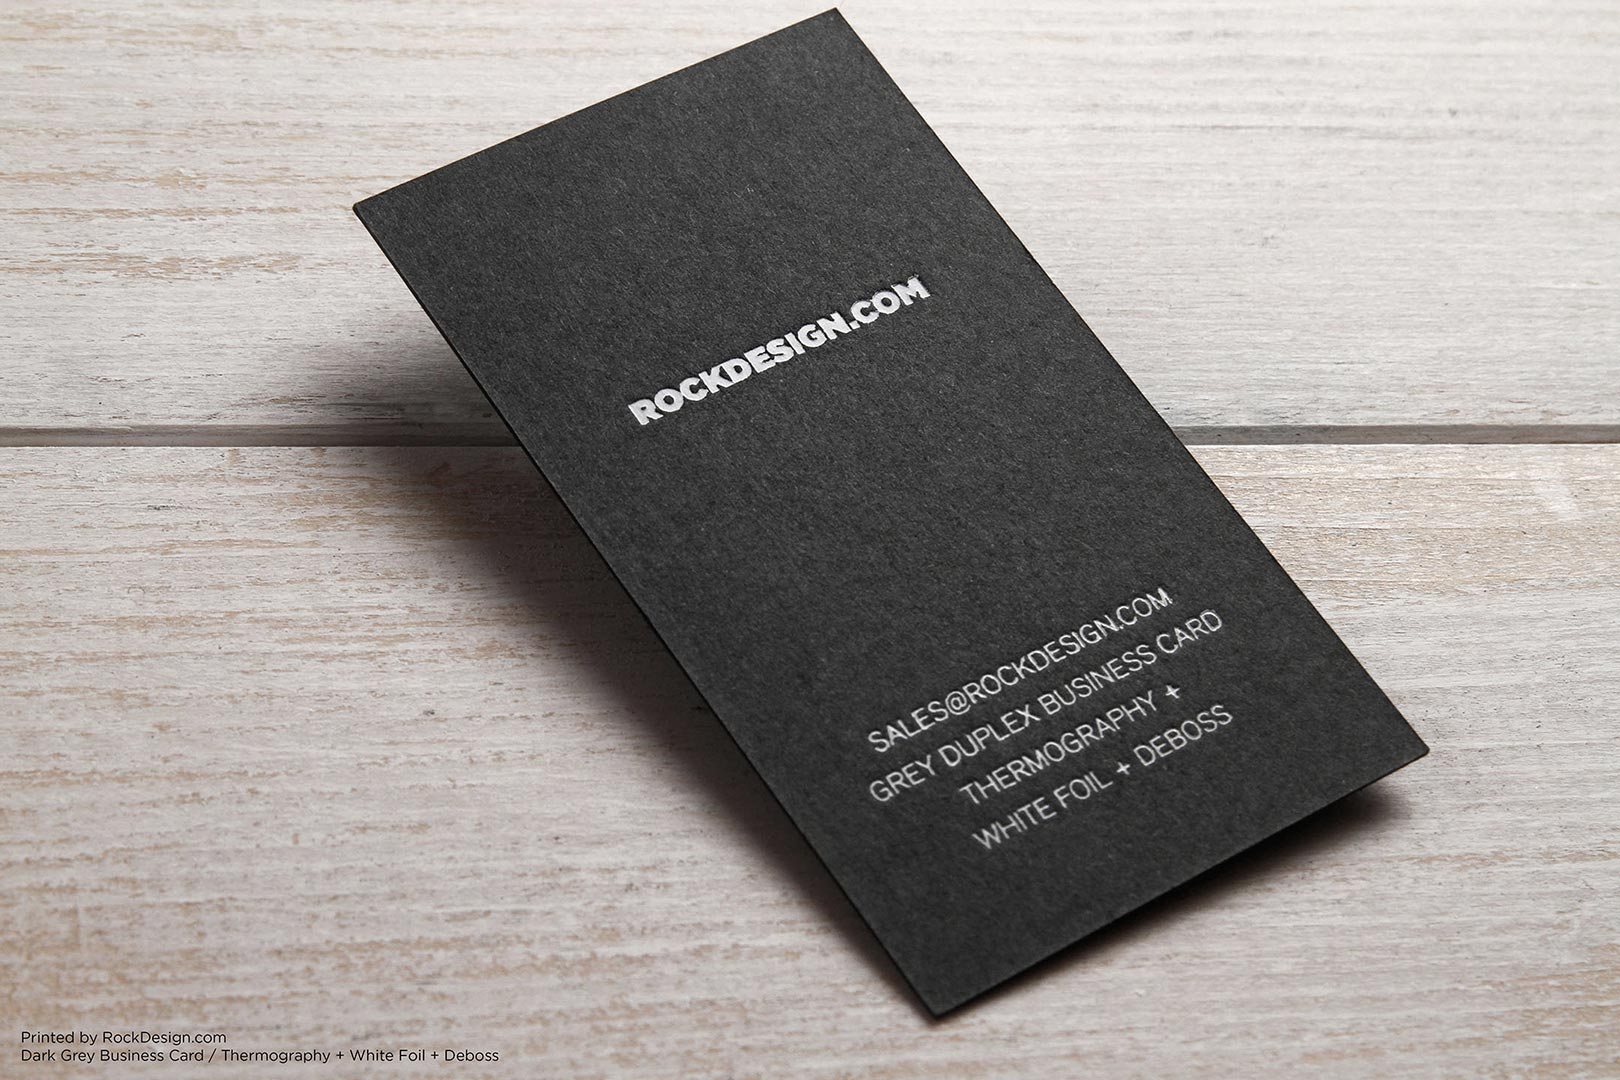 ROCKDESIGN.COM
SALES@ROCKDESIGN.COM
GREY DUPLEX BUSINESS CARD
THERMOGRAPHY +
WHITE FOIL + DEBOSS
Printed by RockDesign.com
Dark Grey Business Card / Thermography + White Foil + Deboss